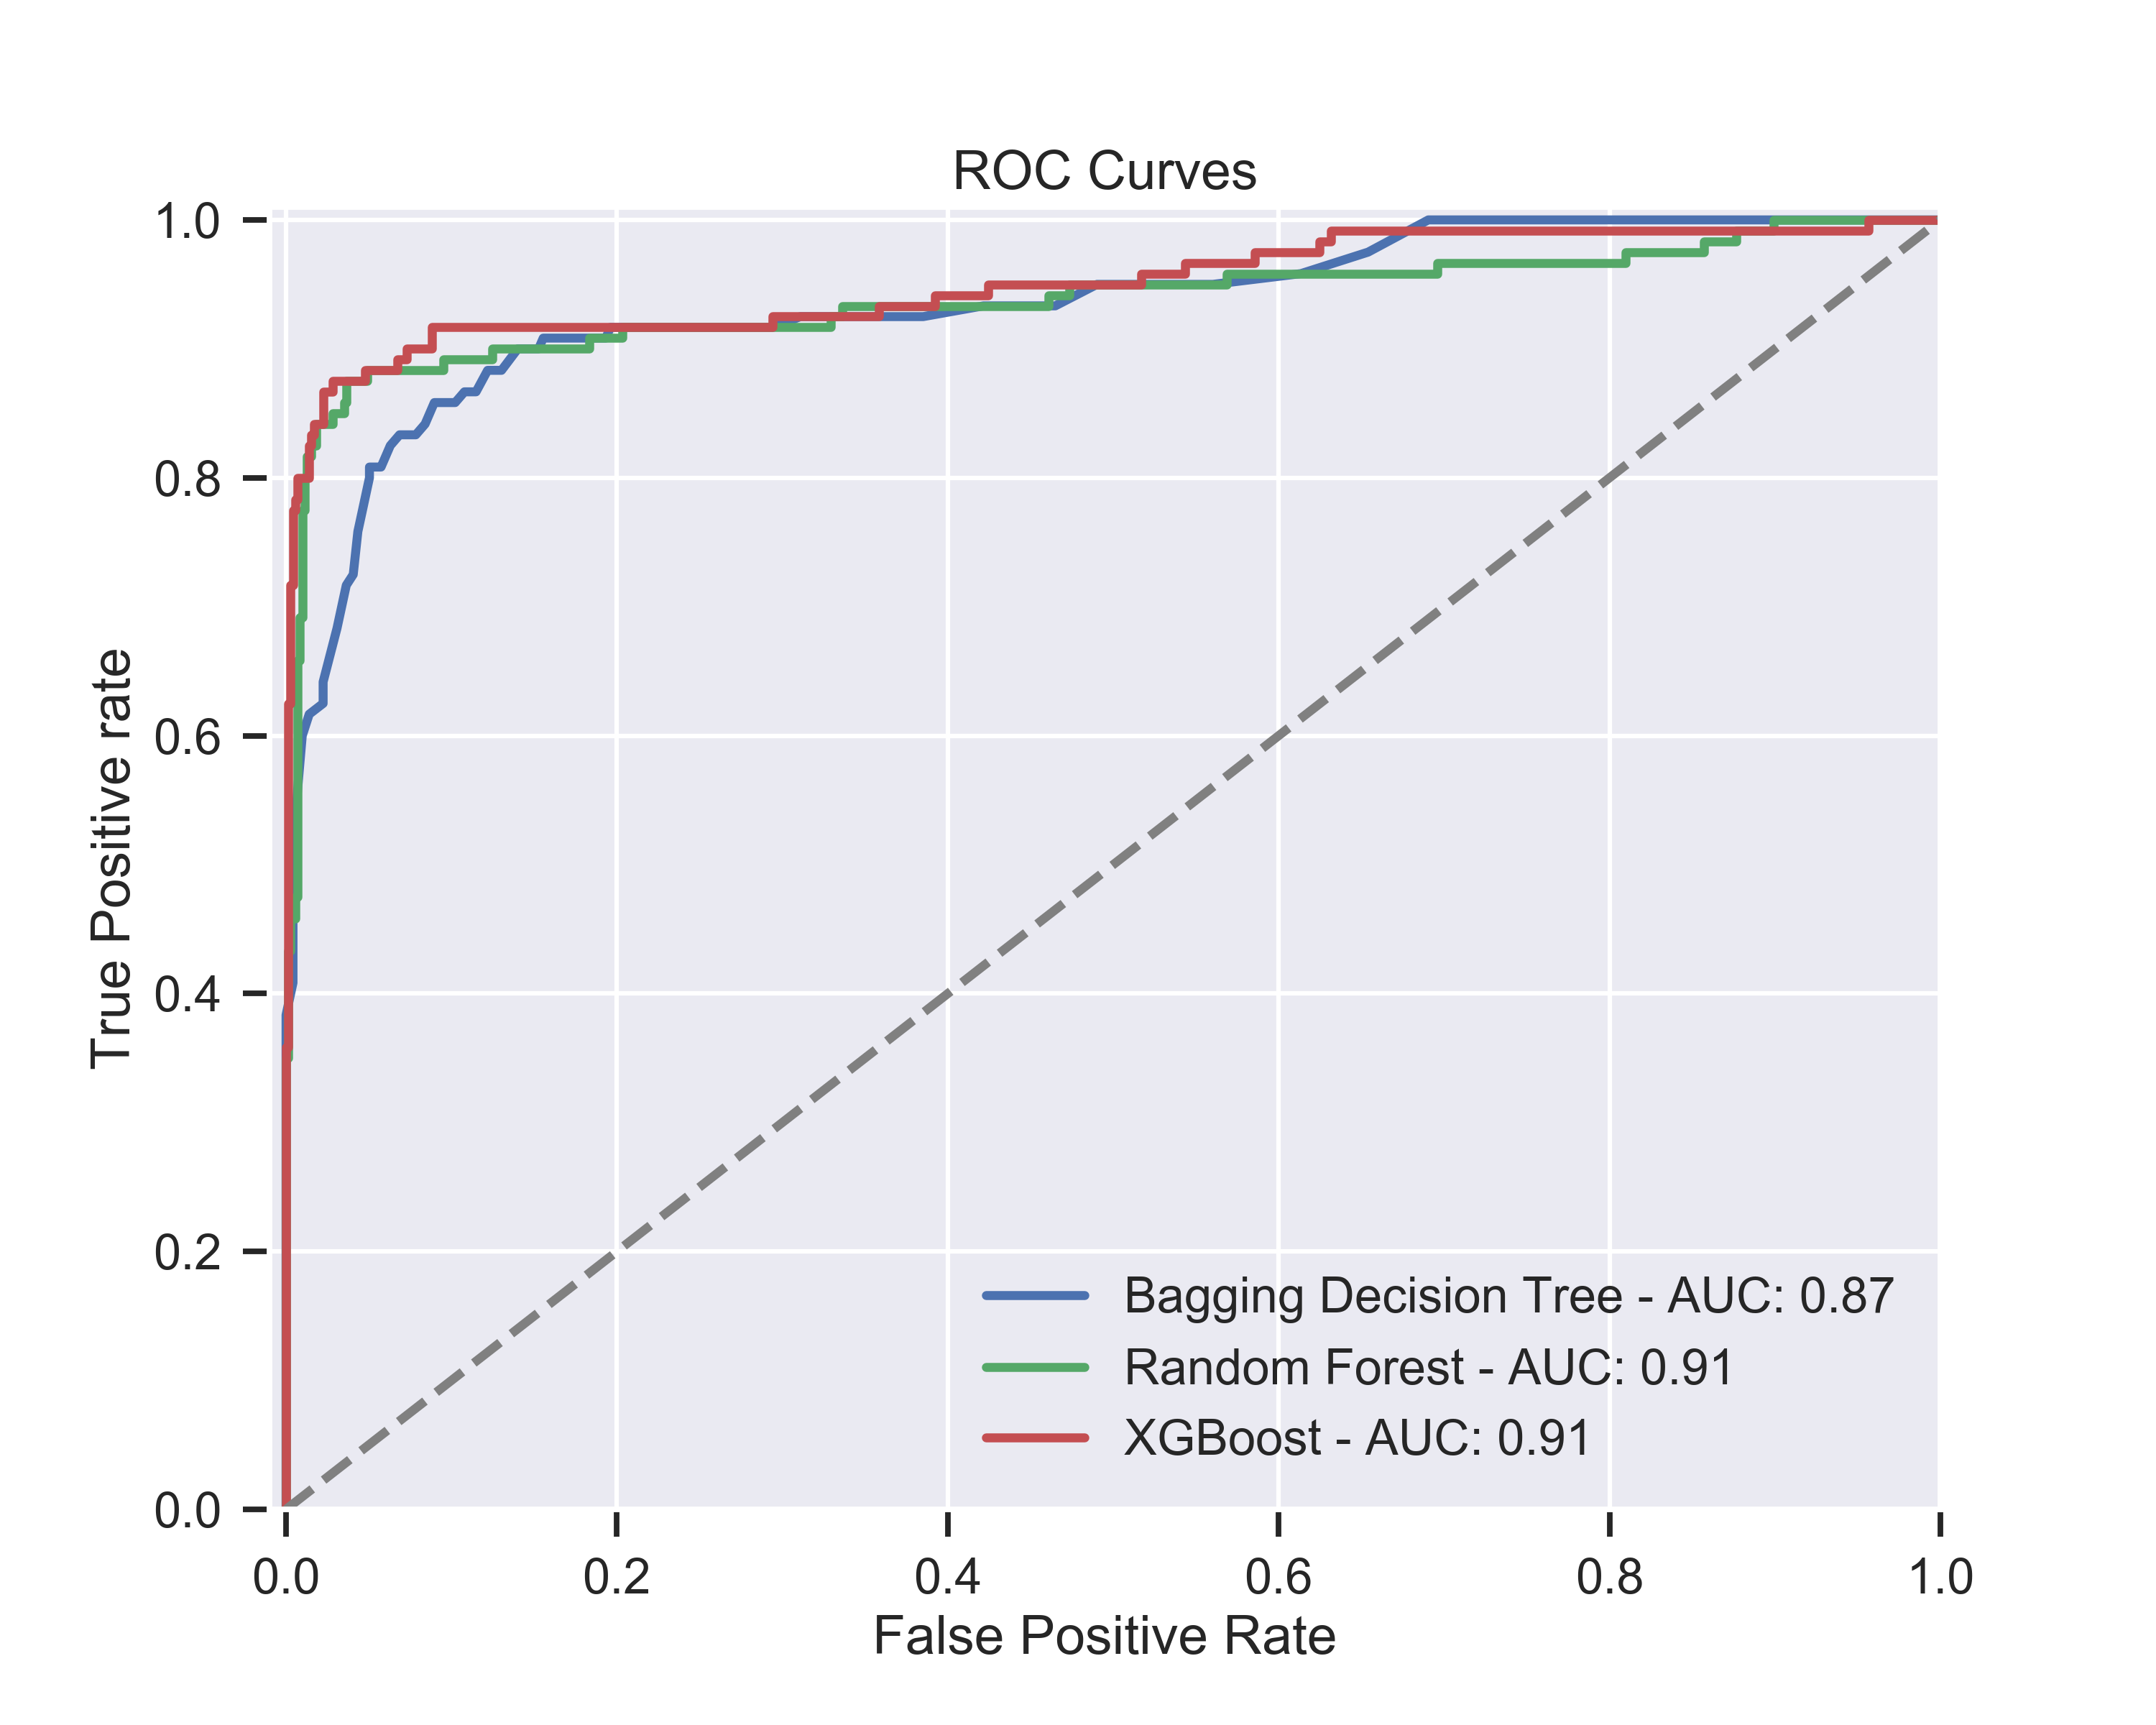 ROC Curves
1.0
0.8
0.6
0.4
0.2
0.0
True Positive rate
Bagging Decision Tree - AUC: 0.87
Random Forest - AUC: 0.91
XGBoost - AUC: 0.91
0.0 0.2 0.4 0.6 0.8 1.0
False Positive Rate